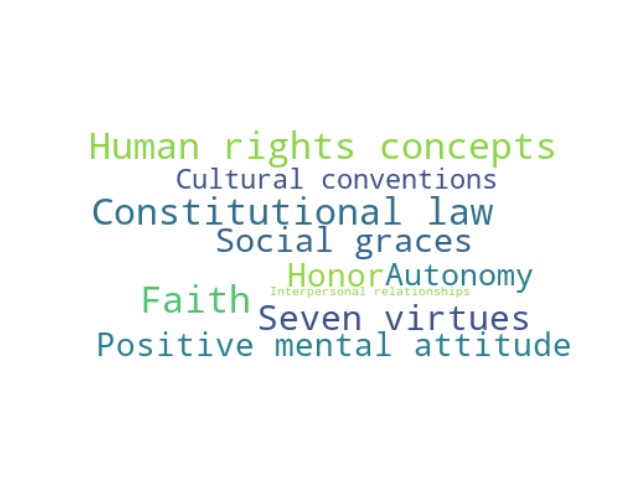 Human rights concepts
Cultural conventions
Constitutional law
Social graces
Honor
Autonomy
Interpersonal relationships
Faith
Seven virtues
Positive mental attitude